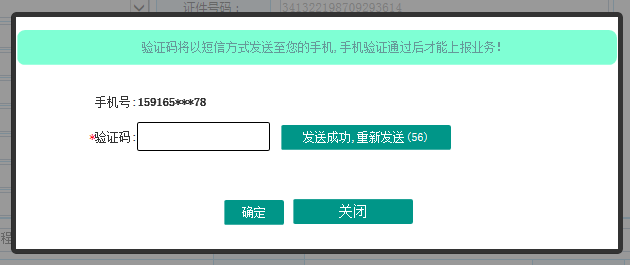 证件号码： 341322198709293614
验证码将以短信方式发送至您的手机,手机验证通过后才能上报业务!
手机号:159165***78
*验证码: 发送成功,重新发送(56)
确定 关闭
程